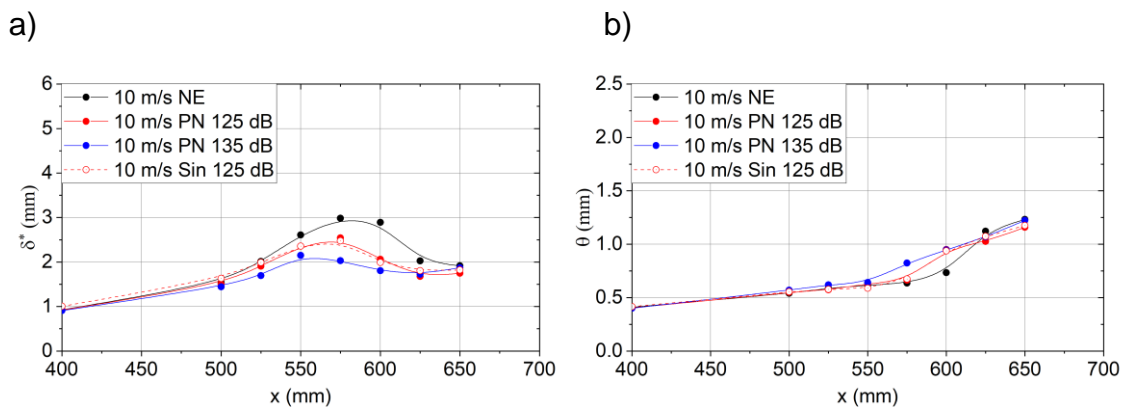 a)
6
5
4
3
2
1
0
δ* (mm)
10 m/s NE
10 m/s PN 125 dB
10 m/s PN 135 dB
10 m/s Sin 125 dB
400 450 500 550 600 650 700
x (mm)
b)
2.5
2.0
1.5
1.0
0.5
0.0
θ (mm)
10 m/s NE
10 m/s PN 125 dB
10 m/s PN 135 dB
10 m/s Sin 125 dB
400 450 500 550 600 650 700
x (mm)